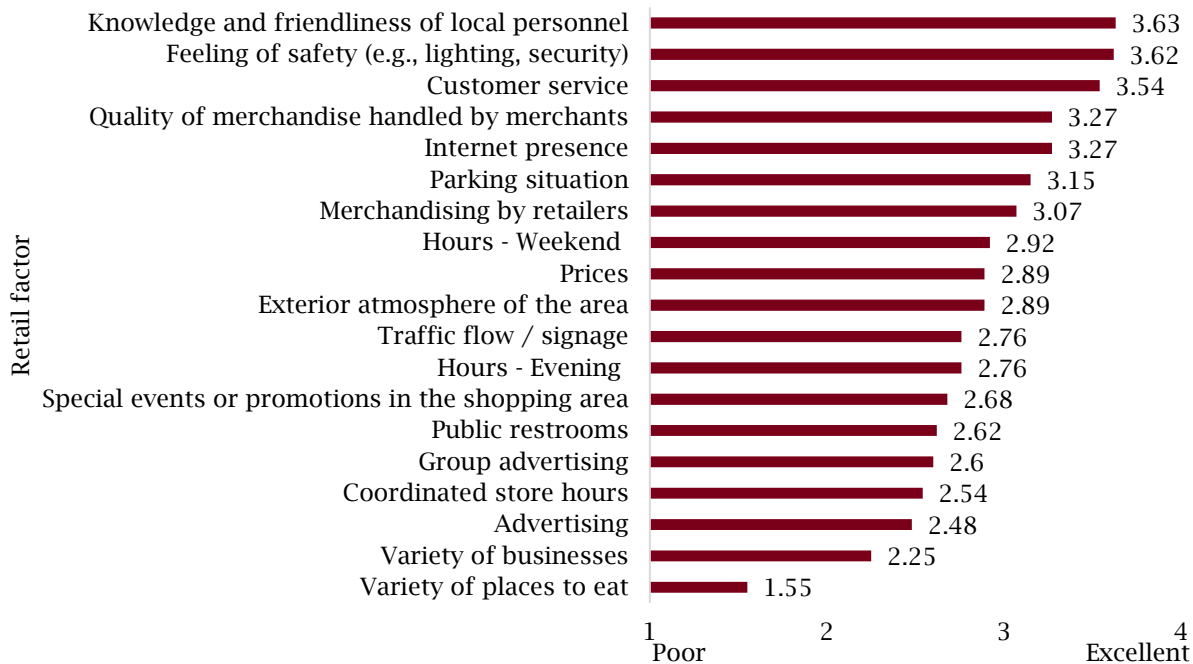 Knowledge and friendliness of local personnel 3.63
Feeling of safety (e.g., lighting, security) 3.62
Customer service 3.54
Quality of merchandise handled by merchants 3.27
Internet presence 3.27
Parking situation 3.15
Merchandising by retailers 3.07
Hours - Weekend 2.92
Prices 2.89
Exterior atmosphere of the area 2.89
Traffic flow / signage 2.76
Hours - Evening 2.76
Special events or promotions in the shopping area 2.68
Public restrooms 2.62
Group advertising 2.6
Coordinated store hours 2.54
Advertising 2.48
Variety of businesses 2.25
Variety of places to eat 1.55
Retail factor
1 2 3 4
Poor Excellent